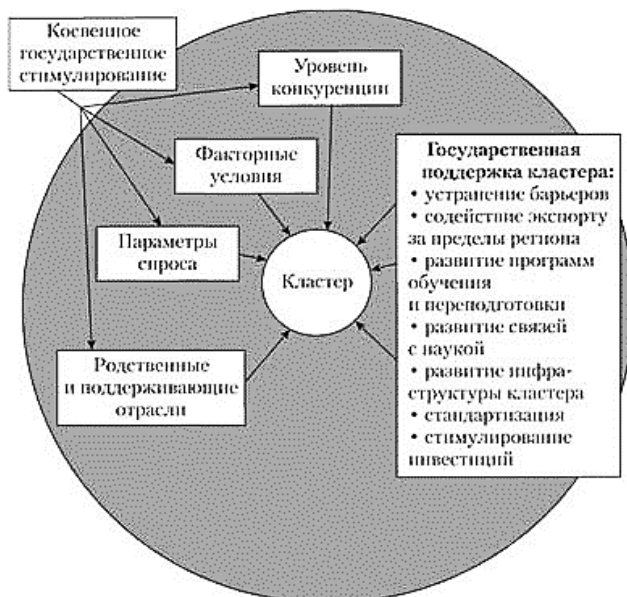 Косвенное
государственное
стимулирование
Уровень
конкуренции
Факторные
условия
Параметры
спроса
Кластер
Родственные
и поддерживающие
отрасли
Государственная
поддержка кластера:
• устранение барьеров
• содействие экспорту
за пределы региона
• развитие программ
обучения
и переподготовки
• развитие связей
с наукой
• развитие инфра-
структуры кластера
• стандартизация
• стимулирование
инвестиций